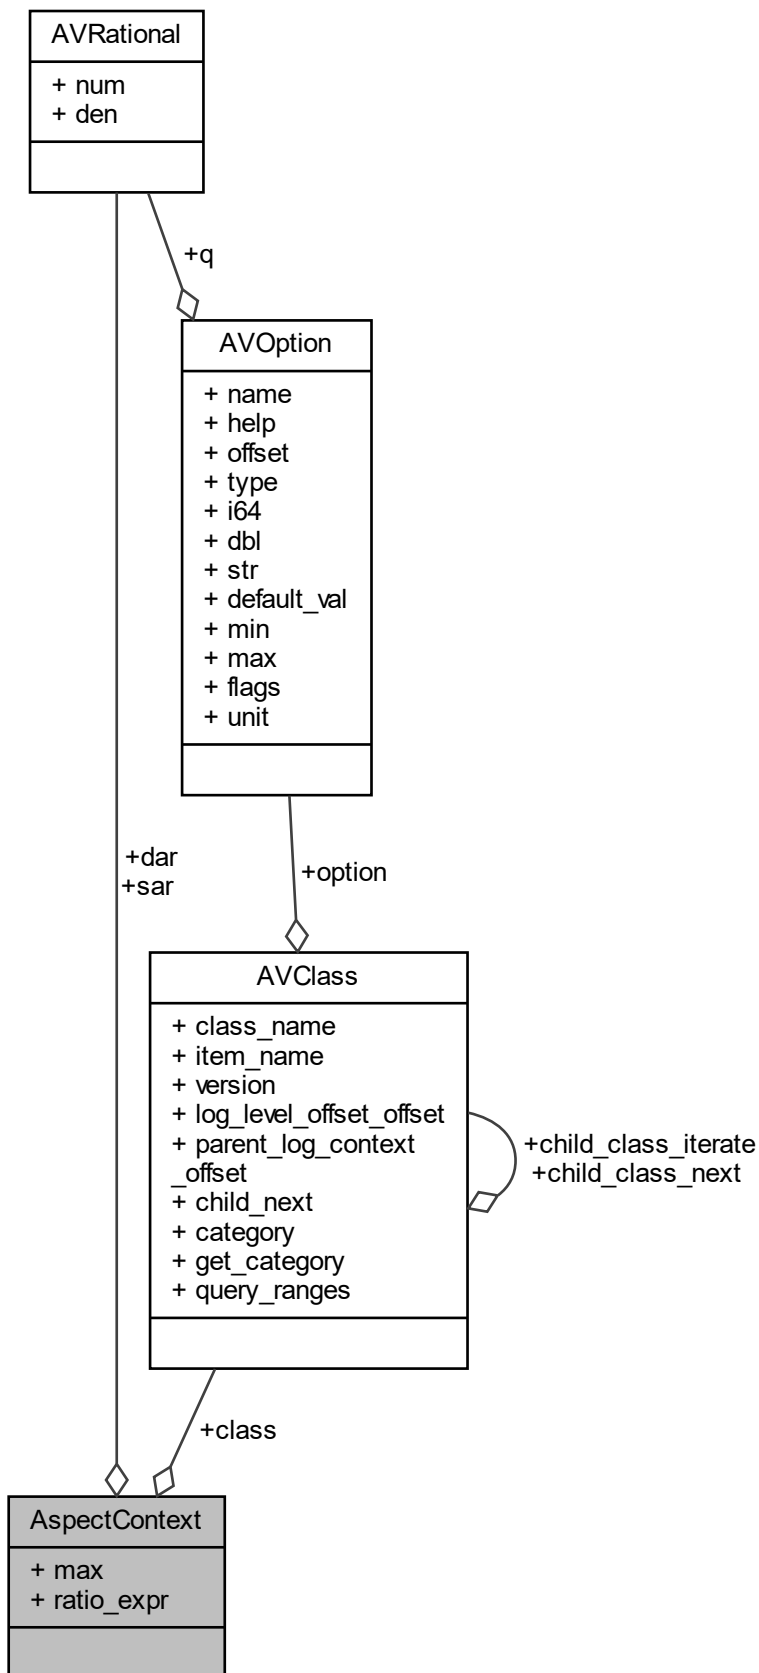 AVRational
+ num
+ den
+q
AVOption
+ name
+ help
+ offset
+ type
+ i64
+ dbl
+ str
+ default_val
+ min
+ max
+ flags
+ unit
+dar
+sar
+option
AVClass
+ class_name
+ item_name
+ version
+ log_level_offset_offset
+ parent_log_context
_offset
+ child_next
+ category
+ get_category
+ query_ranges
+child_class_iterate
+child_class_next
+class
AspectContext
+ max
+ ratio_expr